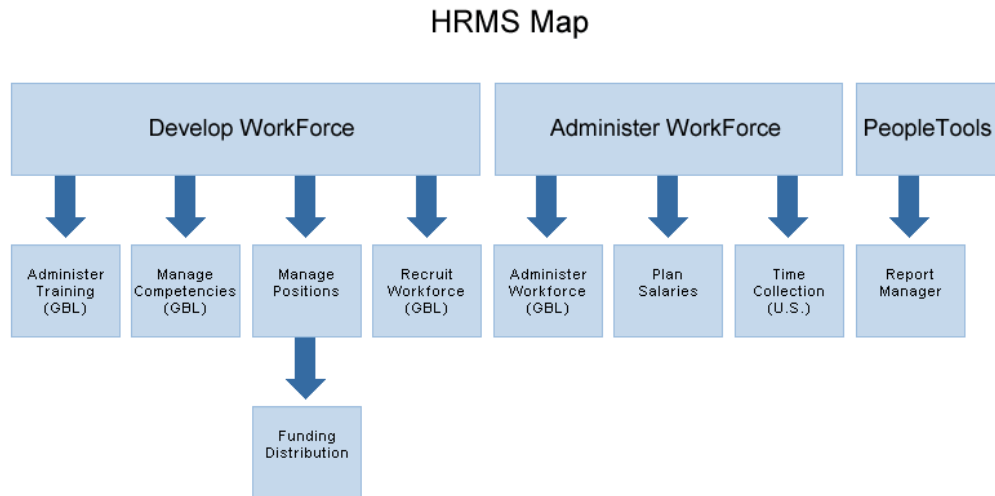 HRMS Map
Develop WorkForce
Administer WorkForce
PeopleTools
Administer
Training
(GBL)
Manage
Competencies
(GBL)
Manage
Positions
Recruit
Workforce
(GBL)
Administer
Workforce
(GBL)
Plan
Salaries
Time
Collection
(U.S.)
Report
Manager
Funding
Distribution